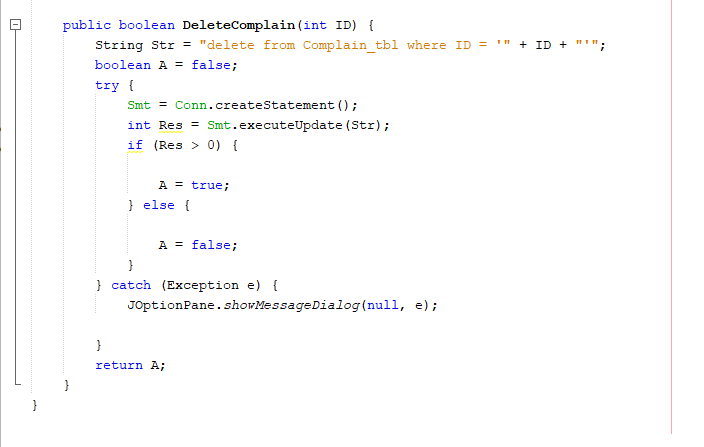 public boolean DeleteComplain(int ID) {
String Str = "delete from Complain_tbl where ID = '" + ID + "'";
boolean A = false;
try {
Smt = Conn.createStatement();
int Res = Smt.executeUpdate(Str);
if (Res > 0) {
A = true;
} else {
A = false;
}
} catch (Exception e) {
JOptionPane.showMessageDialog(null, e);
}
return A;
}
}